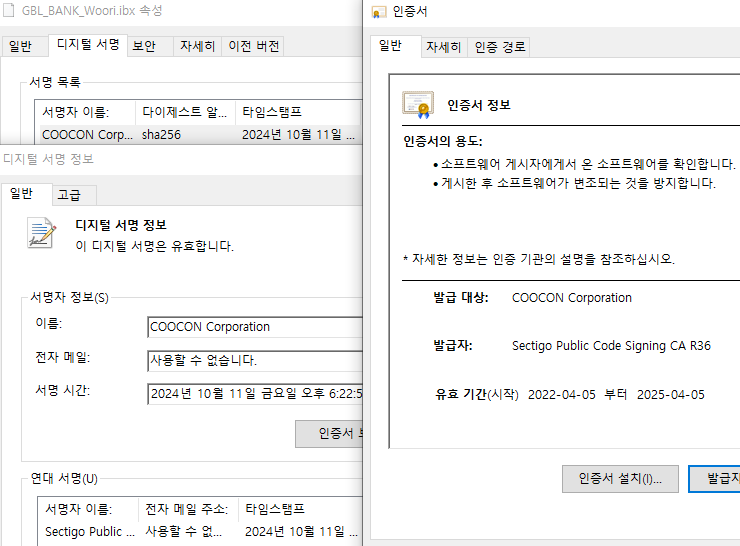 GBL_BANK_Woori.ibx 속성
일반 디지털 서명 보안 자세히 이전 버전
서명 목록
서명자 이름: 다이제스트 알... 타임스탬프
COOCON Corp... sha256 2024년 10월 11일 ...
디지털 서명 정보
일반 고급
디지털 서명 정보
이 디지털 서명은 유효합니다.
서명자 정보(S)
이름: COOCON Corporation
전자 메일: 사용할 수 없습니다.
서명 시간: 2024년 10월 11일 금요일 오후 6:22:5
인증서 보
연대 서명(U)
서명자 이름: 전자 메일 주소: 타임스탬프
Sectigo Public ... 사용할 수 없... 2024년 10월 11일 ...
인증서
일반 자세히 인증 경로
인증서 정보
인증서의 용도:
• 소프트웨어 게시자에게서 온 소프트웨어를 확인합니다.
• 게시한 후 소프트웨어가 변조되는 것을 방지합니다.
* 자세한 정보는 인증 기관의 설명을 참조하십시오.
발급 대상: COOCON Corporation
발급자: Sectigo Public Code Signing CA R36
유효 기간(시작) 2022-04-05 부터 2025-04-05
인증서 설치(I)... 발급자